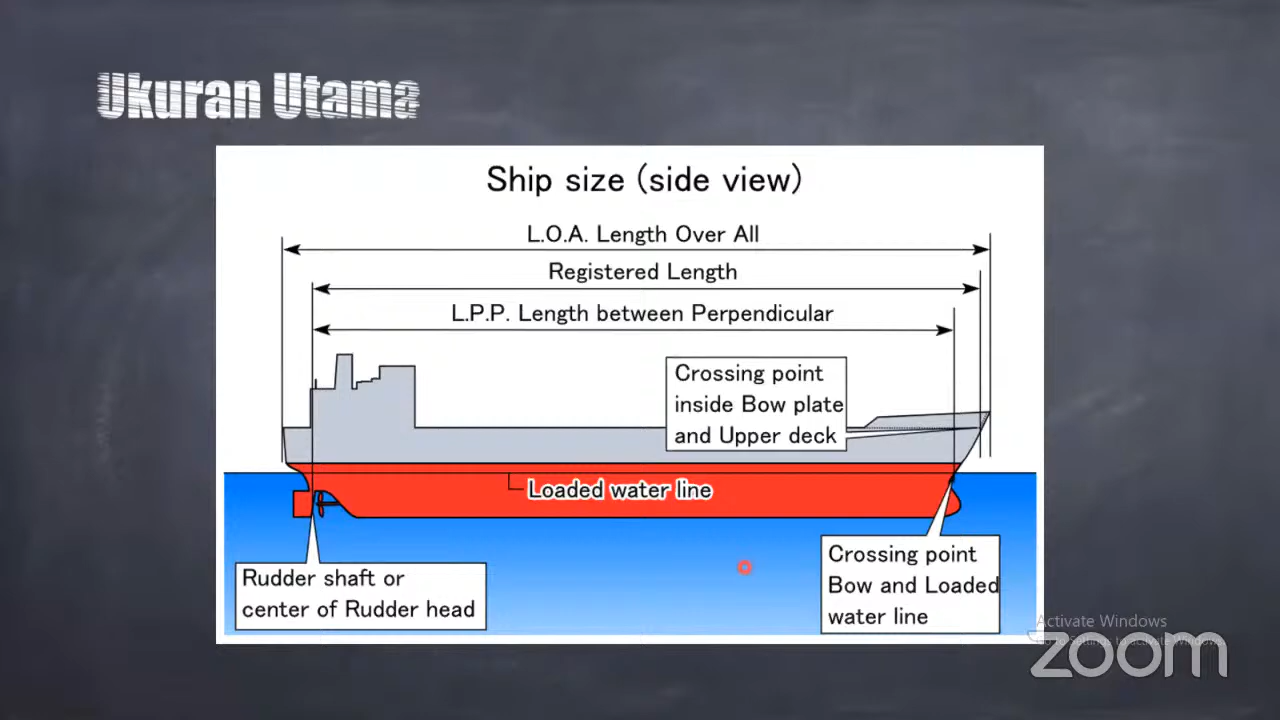 Ukuran Utama
Ship size (side view)
L.O.A. Length Over All
Registered Length
L.P.P. Length between Perpendicular
Crossing point
inside Bow plate
and Upper deck
Loaded water line
Rudder shaft or
center of Rudder head
Crossing point
Bow and Loaded
water line
Activate Windows
zoom